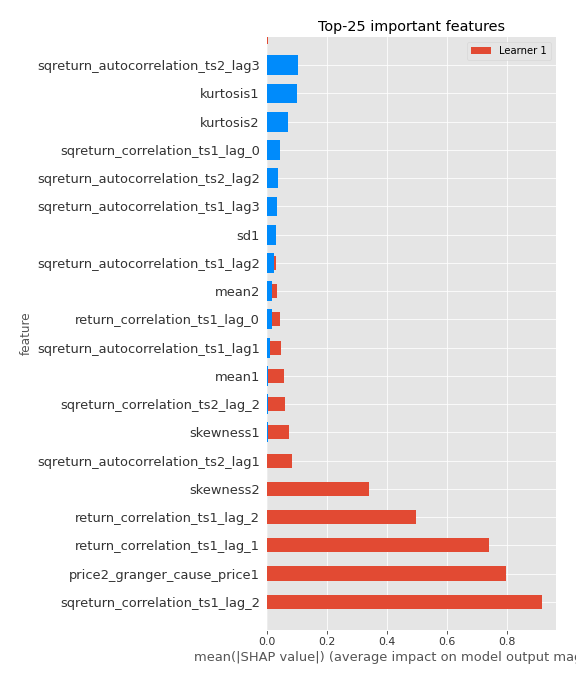 Top-25 important features
Learner 1
sqreturn_autocorrelation_ts2_lag3
kurtosis1
kurtosis2
sqreturn_correlation_ts1_lag_0
sqreturn_autocorrelation_ts2_lag2
sqreturn_autocorrelation_ts1_lag3
sd1
sqreturn_autocorrelation_ts1_lag2
mean2
return_correlation_ts1_lag_0
sqreturn_autocorrelation_ts1_lag1
mean1
sqreturn_correlation_ts2_lag_2
skewness1
sqreturn_autocorrelation_ts2_lag1
skewness2
return_correlation_ts1_lag_2
return_correlation_ts1_lag_1
price2_granger_cause_price1
sqreturn_correlation_ts1_lag_2
feature
0.0 0.2 0.4 0.6 0.8
mean(|SHAP value|) (average impact on model output mag